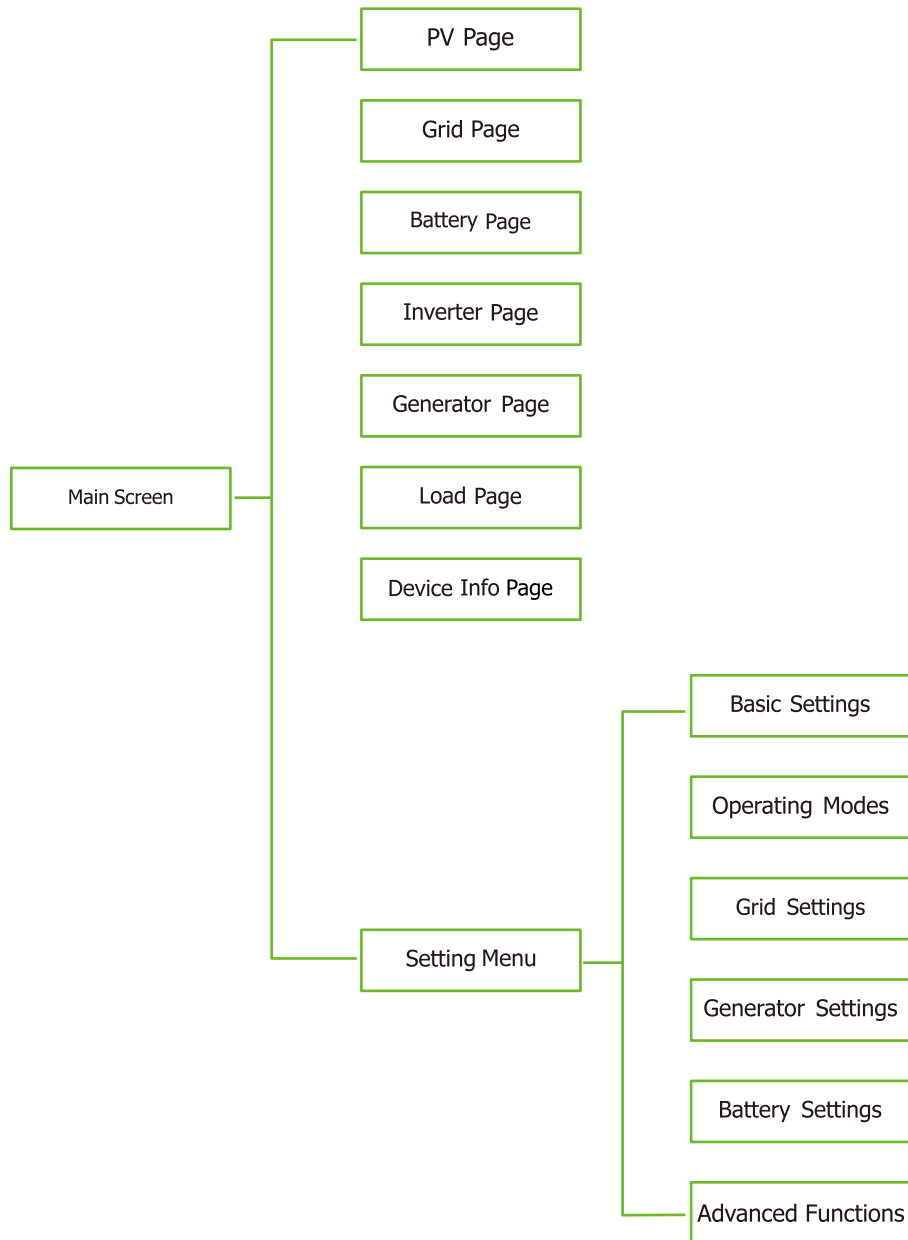 PV Page
Grid Page
Battery Page
Inverter Page
Generator Page
Main Screen
Load Page
Device Info Page
Basic Settings
Operating Modes
Grid Settings
Setting Menu
Generator Settings
Battery Settings
Advanced Functions